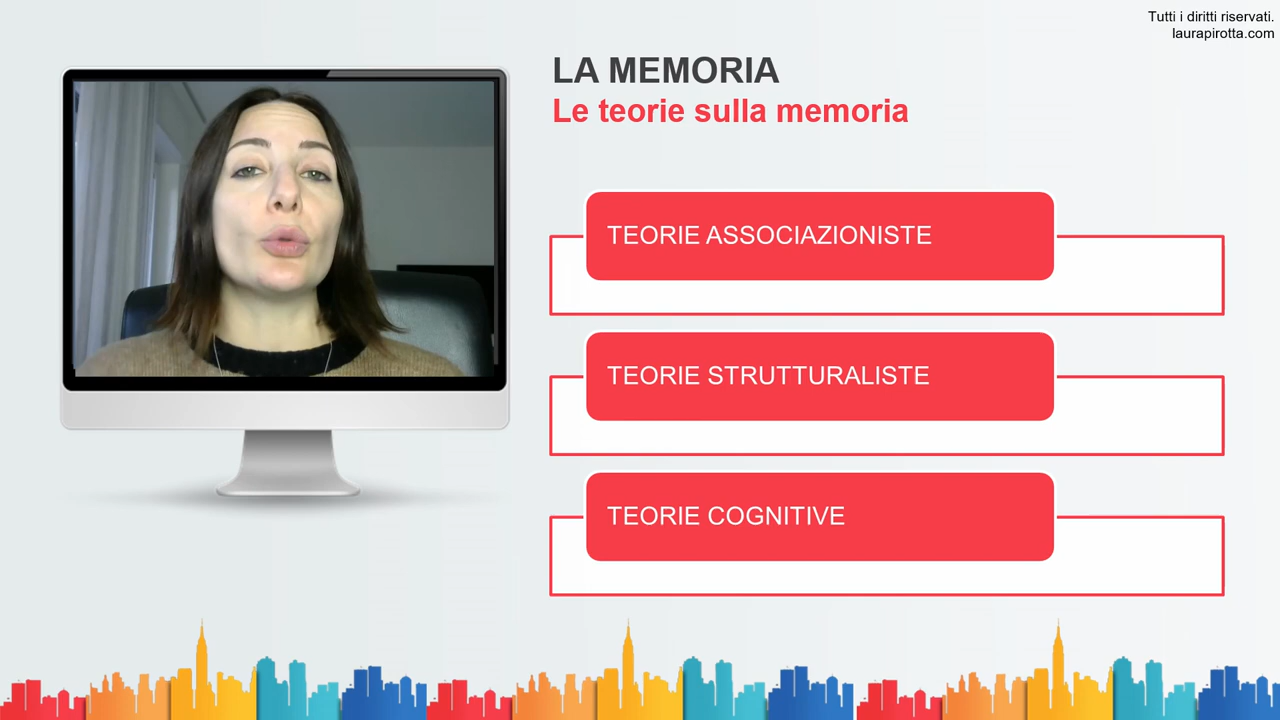 Tutti i diritti riservati.
laurapirotta.com
LA MEMORIA
Le teorie sulla memoria
TEORIE ASSOCIAZIONISTE
TEORIE STRUTTURALISTE
TEORIE COGNITIVE